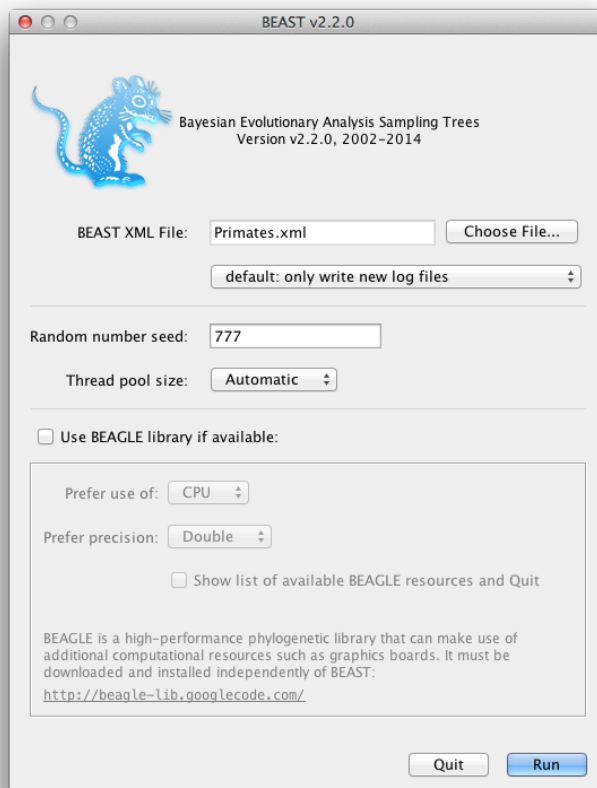 BEAST v2.2.0
Bayesian Evolutionary Analysis Sampling Trees
Version v2.2.0, 2002-2014
BEAST XML File: Primates.xml Choose File...
default: only write new log files
Random number seed: 777
Thread pool size: Automatic
Use BEAGLE library if available:
Prefer use of: CPU
Prefer precision: Double
Show list of available BEAGLE resources and Quit
BEAGLE is a high-performance phylogenetic library that can make use of
additional computational resources such as graphics boards. It must be
downloaded and installed independently of BEAST:
http://beagle-lib.googlecode.com/
Quit Run